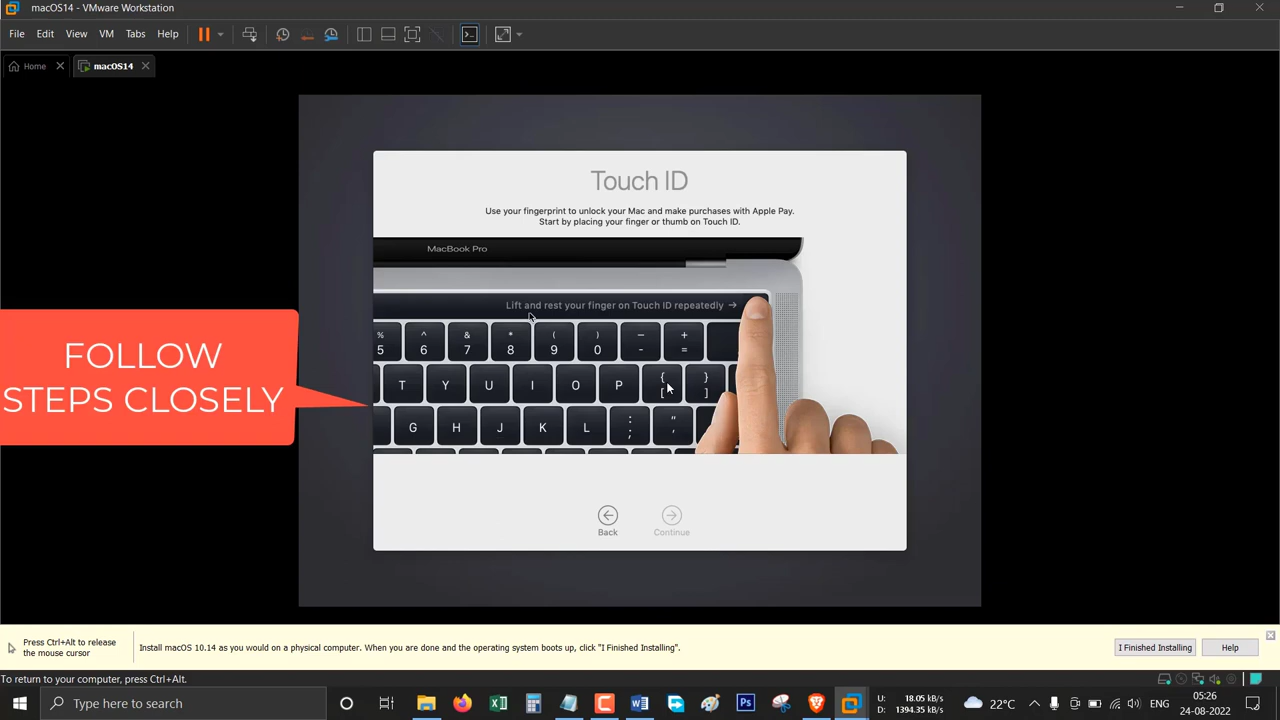 macOS14 - VMware Workstation
File Edit View VM Tabs Help
Home macOS14
Touch ID
Use your fingerprint to unlock your Mac and make purchases with Apple Pay.
Start by placing your finger or thumb on Touch ID.
MacBook Pro
Lift and rest your finger on Touch ID repeatedly →
% ^ & * ( ) — +
5 6 7 8 9 0 - =
{ }
T Y U I O P [ ]
: "
G H J K L ; ,
FOLLOW
STEPS CLOSELY
Back Continue
Press Ctrl+Alt to release
the mouse cursor
Install macOS 10.14 as you would on a physical computer. When you are done and the operating system boots up, click "I Finished Installing".
I Finished Installing Help
To return to your computer, press Ctrl+Alt.
Type here to search
U: 18.05 kB/s
D: 1394.35 kB/s
22°C
ENG
05:26
24-08-2022